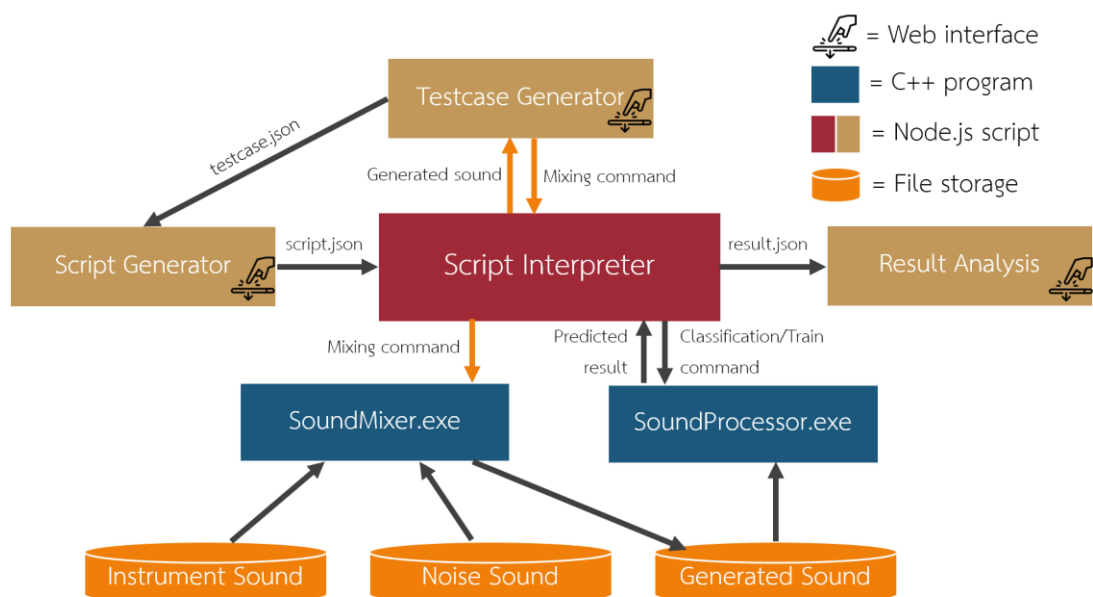 = Web interface
Testcase Generator
= C++ program
testcase.json
= Node.js script
Generated sound
Mixing command
= File storage
Script Generator
script.json
Script Interpreter
result.json
Result Analysis
Mixing command
Predicted
result
Classification/Train
command
SoundMixer.exe
SoundProcessor.exe
Instrument Sound
Noise Sound
Generated Sound